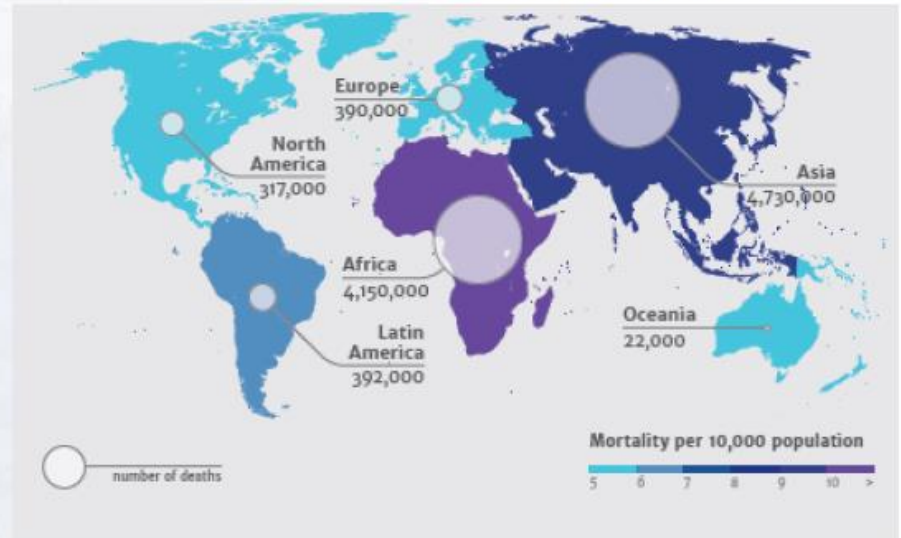 Europe
390,000
North
America
317,000
Asia
4,730,000
Africa
4,150,000
Latin
America
392,000
Oceania
22,000
Mortality per 10,000 population
5 6 7 8 9 10 >
number of deaths